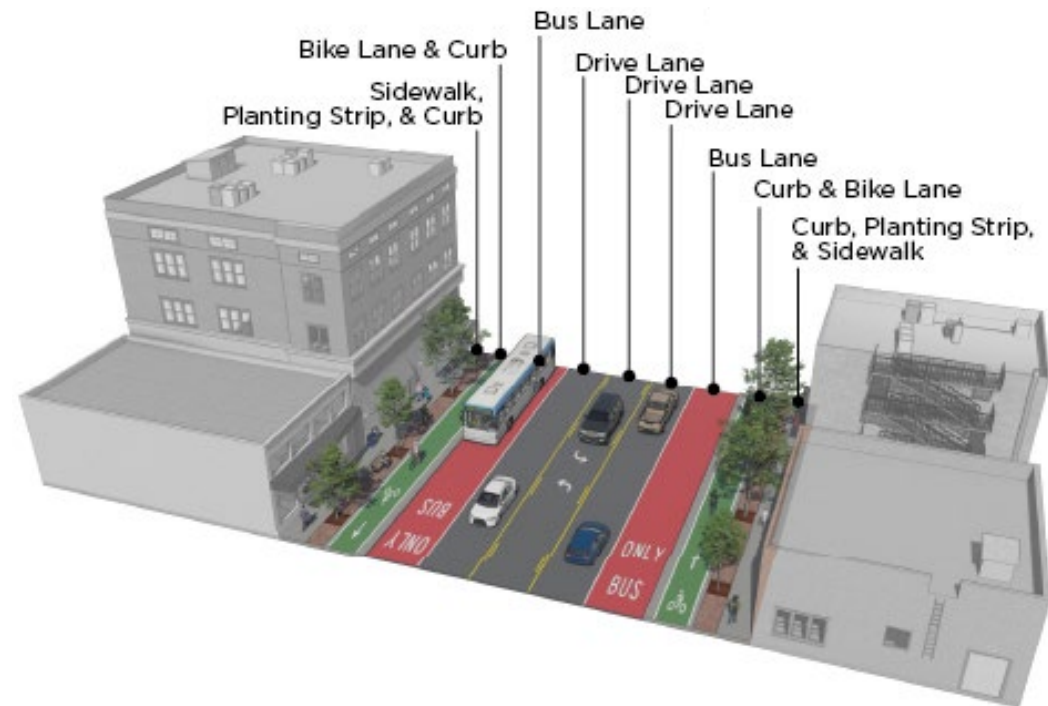 Bus Lane
Bike Lane & Curb
Drive Lane
Drive Lane
Drive Lane
Sidewalk,
Planting Strip, & Curb
Bus Lane
Curb & Bike Lane
Curb, Planting Strip,
& Sidewalk
BUS
ONLY
ONLY
BUS